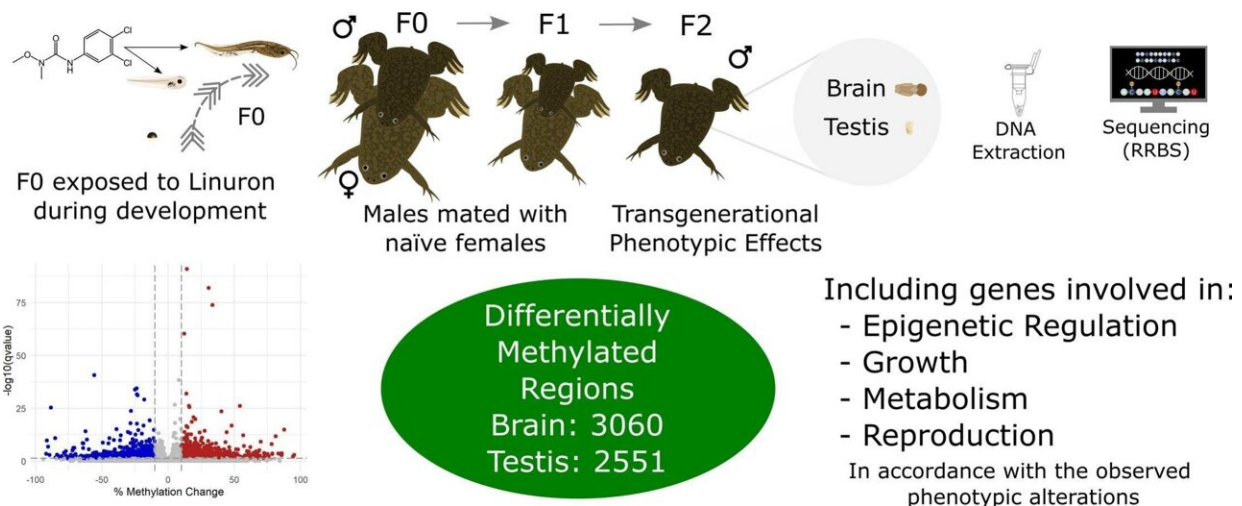 O
Cl
O
N
N
H
Cl
F0
F0 exposed to Linuron
during development
♂
F0
F1
F2
♂
♀
Males mated with
naïve females
Transgenerational
Phenotypic Effects
Brain
Testis
DNA
Extraction
Sequencing
(RRBS)
-log10(qvalue)
75
50
25
0
-100
-50
0
50
100
% Methylation Change
Differentially
Methylated
Regions
Brain: 3060
Testis: 2551
Including genes involved in:
- Epigenetic Regulation
- Growth
- Metabolism
- Reproduction
In accordance with the observed
phenotypic alterations